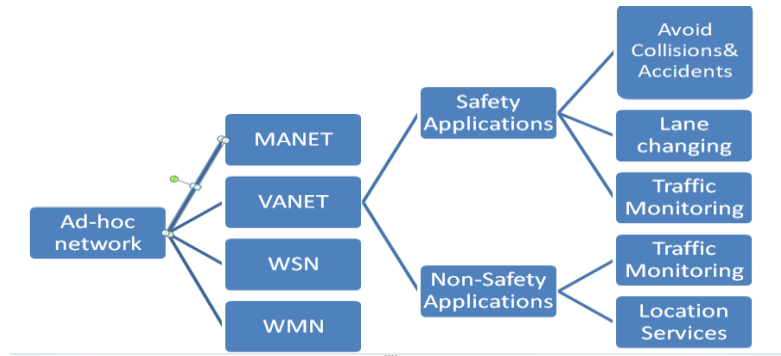 Ad-hoc
network
MANET
VANET
WSN
WMN
Safety
Applications
Non-Safety
Applications
Avoid
Collisions&
Accidents
Lane
changing
Traffic
Monitoring
Traffic
Monitoring
Location
Services